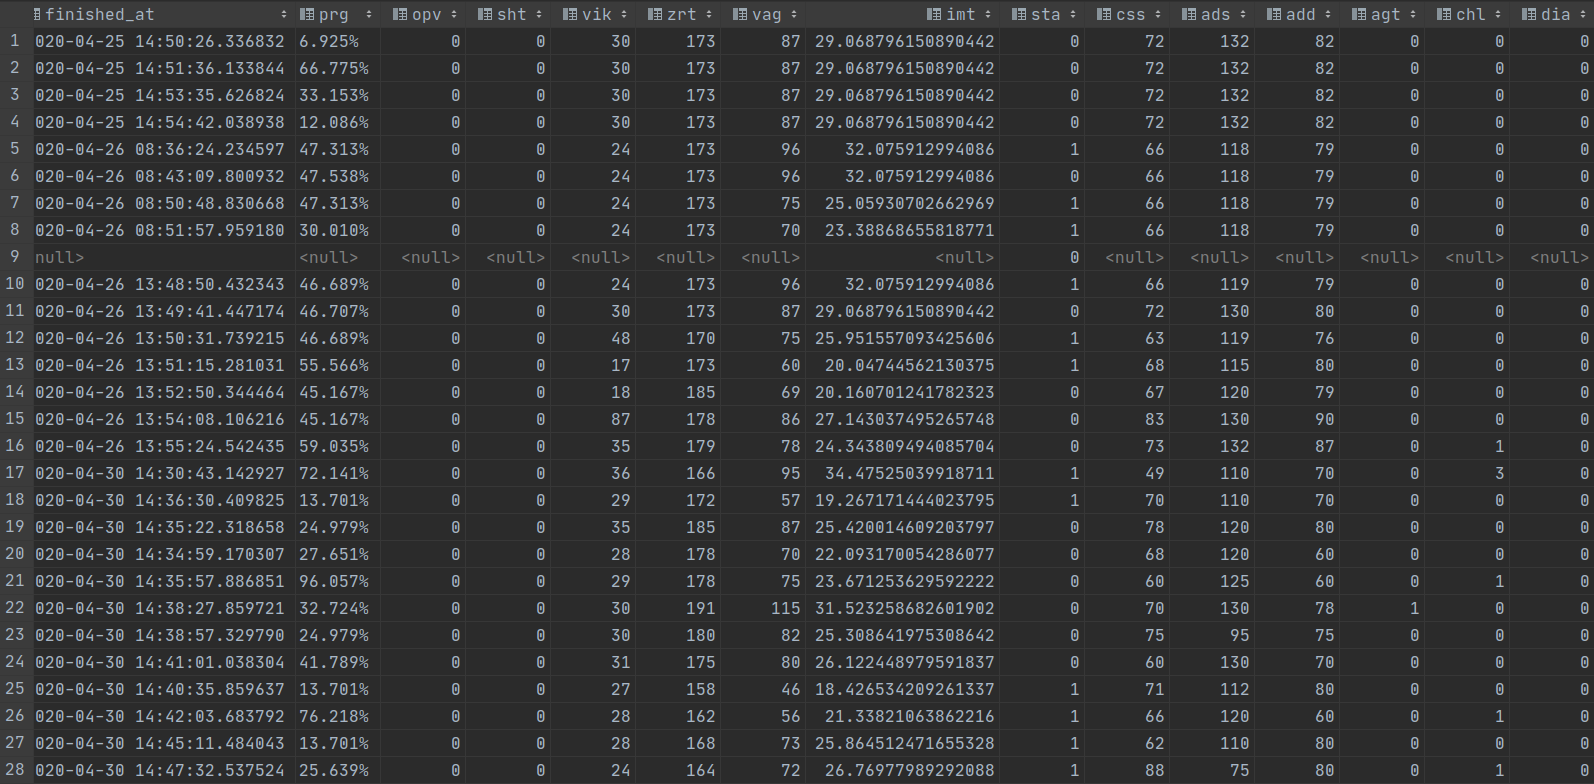 finished_at prg opv sht vik zrt vag imt sta css ads add agt chl dia
1 020-04-25 14:50:26.336832 6.925% 0 0 30 173 87 29.068796150890442 0 72 132 82 0 0 0
2 020-04-25 14:51:36.133844 66.775% 0 0 30 173 87 29.068796150890442 0 72 132 82 0 0 0
3 020-04-25 14:53:35.626824 33.153% 0 0 30 173 87 29.068796150890442 0 72 132 82 0 0 0
4 020-04-25 14:54:42.038938 12.086% 0 0 30 173 87 29.068796150890442 0 72 132 82 0 0 0
5 020-04-26 08:36:24.234597 47.313% 0 0 24 173 96 32.075912994086 1 66 118 79 0 0 0
6 020-04-26 08:43:09.800932 47.538% 0 0 24 173 96 32.075912994086 0 66 118 79 0 0 0
7 020-04-26 08:50:48.830668 47.313% 0 0 24 173 75 25.05930702662969 1 66 118 79 0 0 0
8 020-04-26 08:51:57.959180 30.010% 0 0 24 173 70 23.38868655818771 1 66 118 79 0 0 0
9 null> <null> <null> <null> <null> <null> <null> <null> 0 <null> <null> <null> <null> <null> <null>
10 020-04-26 13:48:50.432343 46.689% 0 0 24 173 96 32.075912994086 1 66 119 79 0 0 0
11 020-04-26 13:49:41.447174 46.707% 0 0 30 173 87 29.068796150890442 0 72 130 80 0 0 0
12 020-04-26 13:50:31.739215 46.689% 0 0 48 170 75 25.951557093425606 1 63 119 76 0 0 0
13 020-04-26 13:51:15.281031 55.566% 0 0 17 173 60 20.04744562130375 1 68 115 80 0 0 0
14 020-04-26 13:52:50.344464 45.167% 0 0 18 185 69 20.160701241782323 0 67 120 79 0 0 0
15 020-04-26 13:54:08.106216 45.167% 0 0 87 178 86 27.143037495265748 0 83 130 90 0 0 0
16 020-04-26 13:55:24.542435 59.035% 0 0 35 179 78 24.343809494085704 0 73 132 87 0 1 0
17 020-04-30 14:30:43.142927 72.141% 0 0 36 166 95 34.47525039918711 1 49 110 70 0 3 0
18 020-04-30 14:36:30.409825 13.701% 0 0 29 172 57 19.267171444023795 1 70 110 70 0 0 0
19 020-04-30 14:35:22.318658 24.979% 0 0 35 185 87 25.420014609203797 0 78 120 80 0 0 0
20 020-04-30 14:34:59.170307 27.651% 0 0 28 178 70 22.093170054286077 0 68 120 60 0 0 0
21 020-04-30 14:35:57.886851 96.057% 0 0 29 178 75 23.671253629592222 0 60 125 60 0 1 0
22 020-04-30 14:38:27.859721 32.724% 0 0 30 191 115 31.523258682601902 0 70 130 78 1 0 0
23 020-04-30 14:38:57.329790 24.979% 0 0 30 180 82 25.308641975308642 0 75 95 75 0 0 0
24 020-04-30 14:41:01.038304 41.789% 0 0 31 175 80 26.122448979591837 0 60 130 70 0 0 0
25 020-04-30 14:40:35.859637 13.701% 0 0 27 158 46 18.426534209261337 1 71 112 80 0 0 0
26 020-04-30 14:42:03.683792 76.218% 0 0 28 162 56 21.33821063862216 1 66 120 60 0 1 0
27 020-04-30 14:45:11.484043 13.701% 0 0 28 168 73 25.864512471655328 1 62 110 80 0 0 0
28 020-04-30 14:47:32.537524 25.639% 0 0 24 164 72 26.76977989292088 1 88 75 80 0 1 0